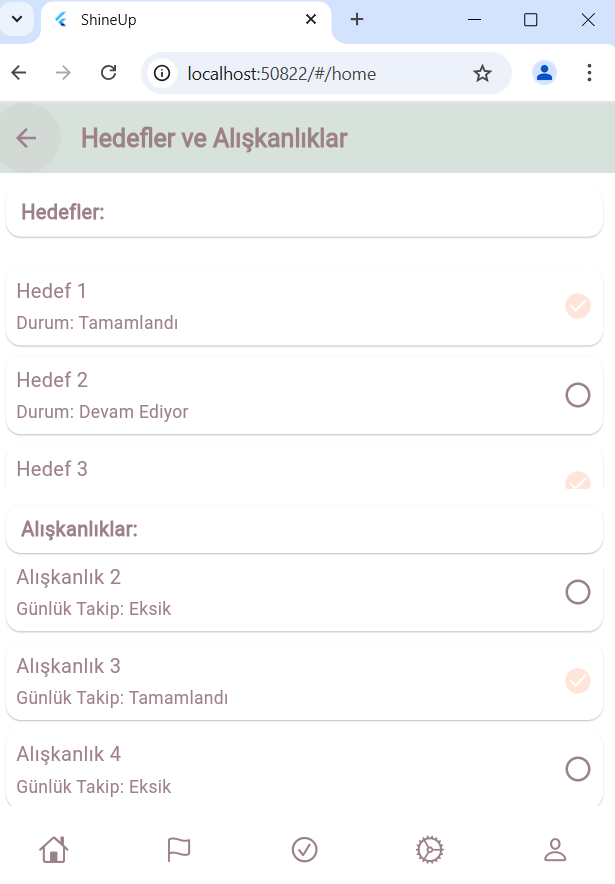 ShineUp
localhost:50822/#/home
Hedefler ve Alışkanlıklar
Hedefler:
Hedef 1
Durum: Tamamlandı
Hedef 2
Durum: Devam Ediyor
Hedef 3
Alışkanlıklar:
Alışkanlık 2
Günlük Takip: Eksik
Alışkanlık 3
Günlük Takip: Tamamlandı
Alışkanlık 4
Günlük Takip: Eksik